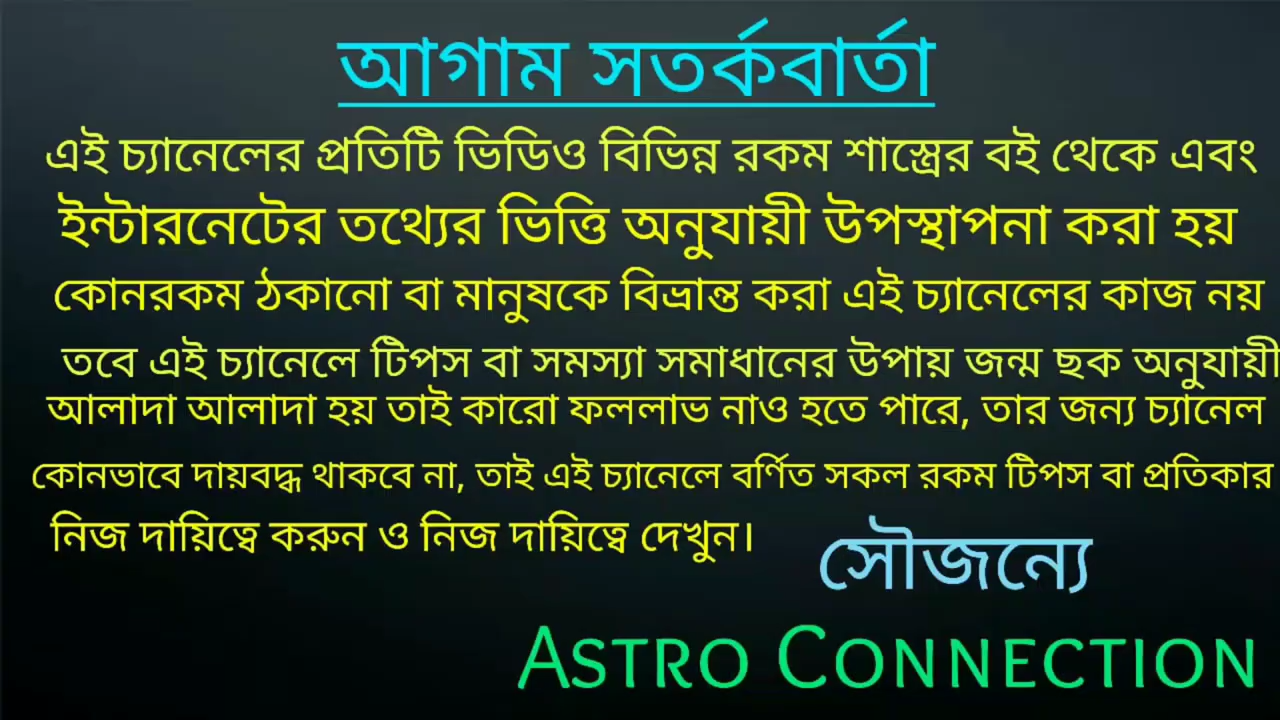 আগাম সতর্কবার্তা
এই চ্যানেলের প্রতিটি ভিডিও বিভিন্ন রকম শাস্ত্রের বই থেকে এবং
ইন্টারনেটের তথ্যের ভিত্তি অনুযায়ী উপস্থাপনা করা হয়
কোনরকম ঠকানো বা মানুষকে বিভ্রান্ত করা এই চ্যানেলের কাজ নয়
তবে এই চ্যানেলে টিপস বা সমস্যা সমাধানের উপায় জন্ম ছক অনুযায়ী
আলাদা আলাদা হয় তাই কারো ফললাভ নাও হতে পারে, তার জন্য চ্যানেল
কোনভাবে দায়বদ্ধ থাকবে না, তাই এই চ্যানেলে বর্ণিত সকল রকম টিপস বা প্রতিকার
নিজ দায়িত্বে করুন ও নিজ দায়িত্বে দেখুন।
সৌজন্যে
ASTRO CONNECTION